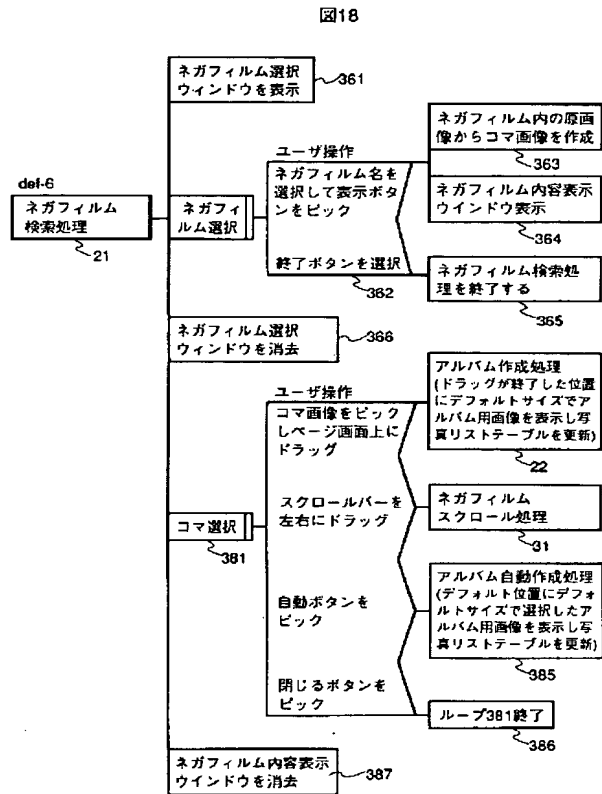 図18
def-6
ネガフィルム
検索処理
21
ネガフィルム選択
ウィンドウを表示
361
ネガフィ
ルム選択
ユーザ操作
ネガフィルム名を
選択して表示ボタ
ンをピック
終了ボタンを選択
362
ネガフィルム内の原画
像からコマ画像を作成
363
ネガフィルム内容表示
ウインドウ表示
364
ネガフィルム検索処
理を終了する
365
ネガフィルム選択
ウィンドウを消去
366
コマ選択
381
ユーザ操作
コマ画像をピック
しページ画面上に
ドラッグ
スクロールバーを
左右にドラッグ
自動ボタンを
ピック
閉じるボタンを
ピック
アルバム作成処理
(ドラッグが終了した位置
にデフォルトサイズでア
ルバム用画像を表示し写
真リストテーブルを更新)
22
ネガフィルム
スクロール処理
31
アルバム自動作成処理
(デフォルト位置にデフォ
ルトサイズで選択したア
ルバム用画像を表示し写
真リストテーブルを更新)
385
ループ381終了
386
ネガフィルム内容表示
ウインドウを消去
387